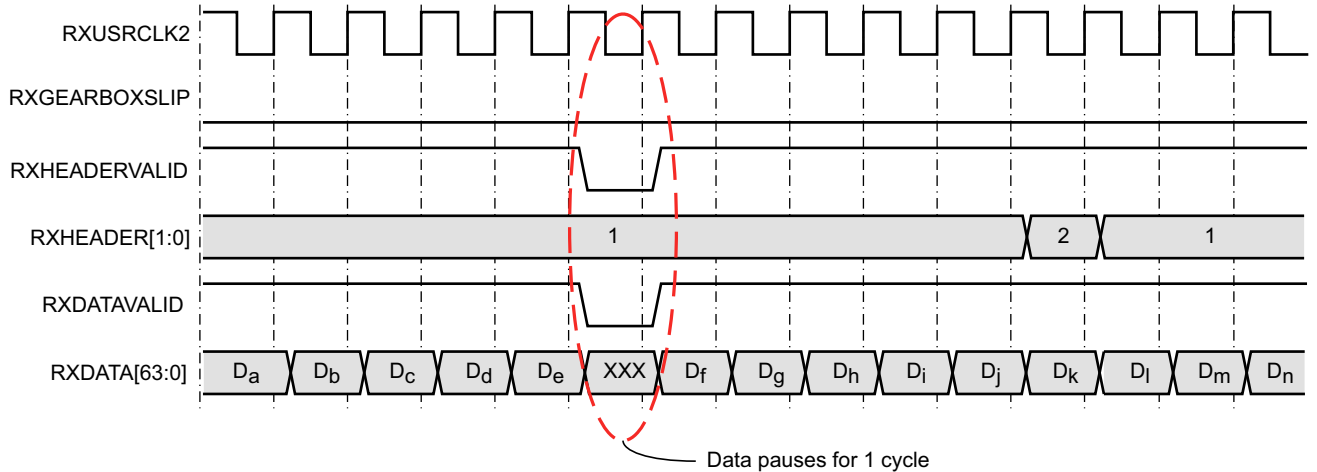 RXUSRCLK2
RXGEARBOXSLIP
RXHEADERVALID
RXHEADER[1:0] 1 2 1
RXDATAVALID
RXDATA[63:0] Da Db Dc Dd De XXX Df Dg Dh Di Dj Dk Dl Dm Dn
Data pauses for 1 cycle